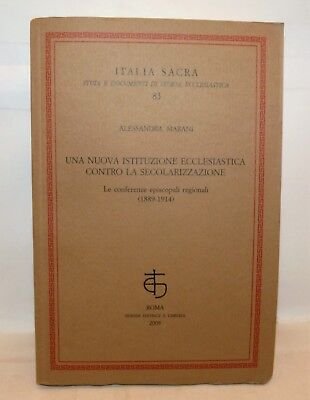 ITALIA SACRA
STUDI E DOCUMENTI DI STORIA ECCLESIASTICA
83
ALESSANDRA MARANI
UNA NUOVA ISTITUZIONE ECCLESIASTICA
CONTRO LA SECOLARIZZAZIONE
Le conferenze episcopali regionali
(1889-1914)
ROMA
HERDER EDITRICE E LIBRERIA
2009